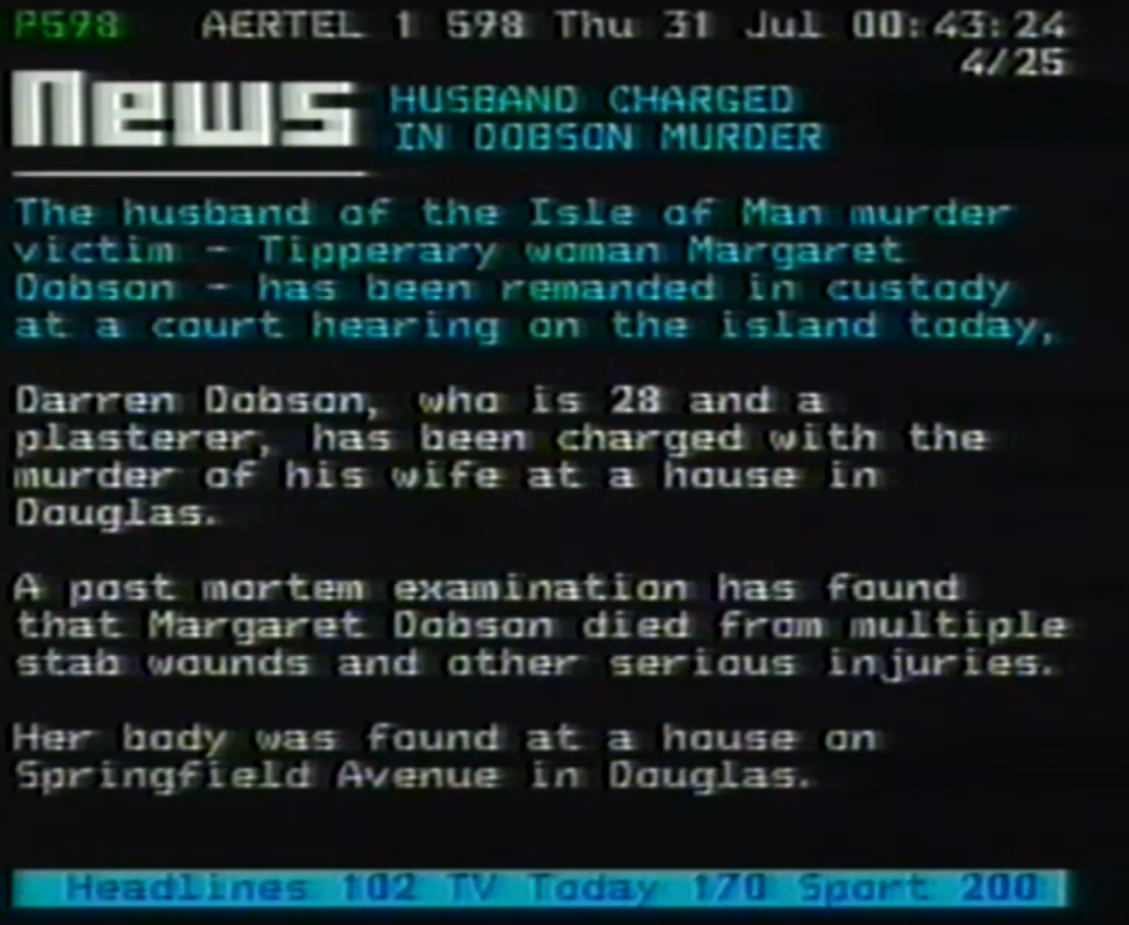 P598 AERTEL 1 598 Thu 31 Jul 00:43:24
4/25
News HUSBAND CHARGED
IN DOBSON MURDER
The husband of the Isle of Man murder
victim - Tipperary woman Margaret
Dobson - has been remanded in custody
at a court hearing on the island today,
Darren Dobson, who is 28 and a
plasterer, has been charged with the
murder of his wife at a house in
Douglas.
A post mortem examination has found
that Margaret Dobson died from multiple
stab wounds and other serious injuries.
Her body was found at a house on
Springfield Avenue in Douglas.
Headlines 102 TV Today 170 Sport 200